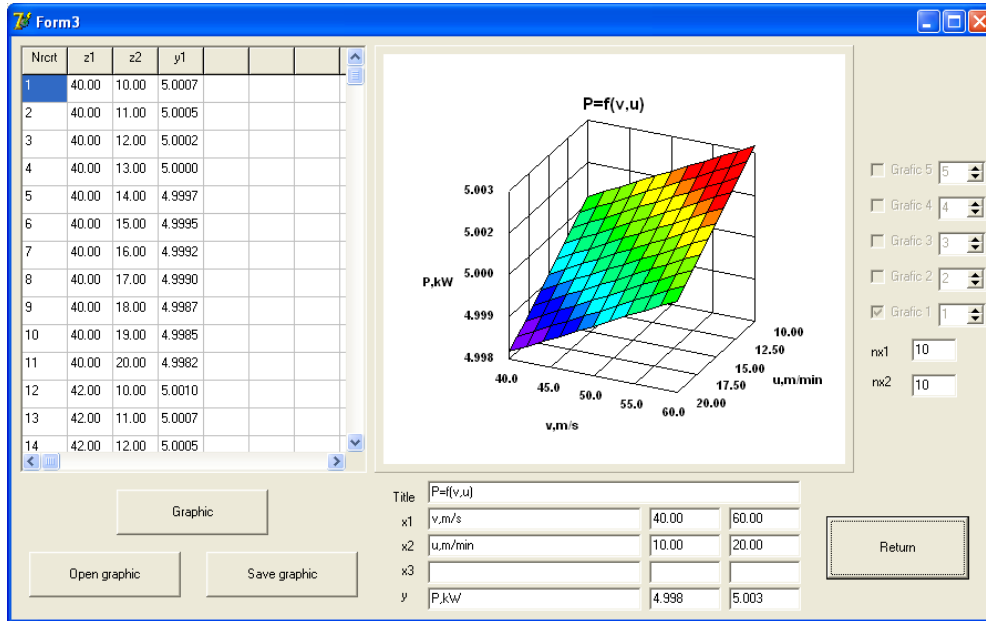 Form3
Nrcrt z1 z2 y1
1 40.00 10.00 5.0007
2 40.00 11.00 5.0005
3 40.00 12.00 5.0002
4 40.00 13.00 5.0000
5 40.00 14.00 4.9997
6 40.00 15.00 4.9995
7 40.00 16.00 4.9992
8 40.00 17.00 4.9990
9 40.00 18.00 4.9987
10 40.00 19.00 4.9985
11 40.00 20.00 4.9982
12 42.00 10.00 5.0010
13 42.00 11.00 5.0007
14 42.00 12.00 5.0005
P=f(v,u)
5.003
5.002
5.000
4.999
4.998
P,kW
40.0
45.0
50.0
55.0
60.0
v,m/s
10.00
12.50
15.00
17.50
20.00
u,m/min
Grafic 5 5
Grafic 4 4
Grafic 3 3
Grafic 2 2
Grafic 1 1
nx1 10
nx2 10
Graphic
Open graphic
Save graphic
Title P=f(v,u)
x1 v,m/s 40.00 60.00
x2 u,m/min 10.00 20.00
x3
y P,kW 4.998 5.003
Return